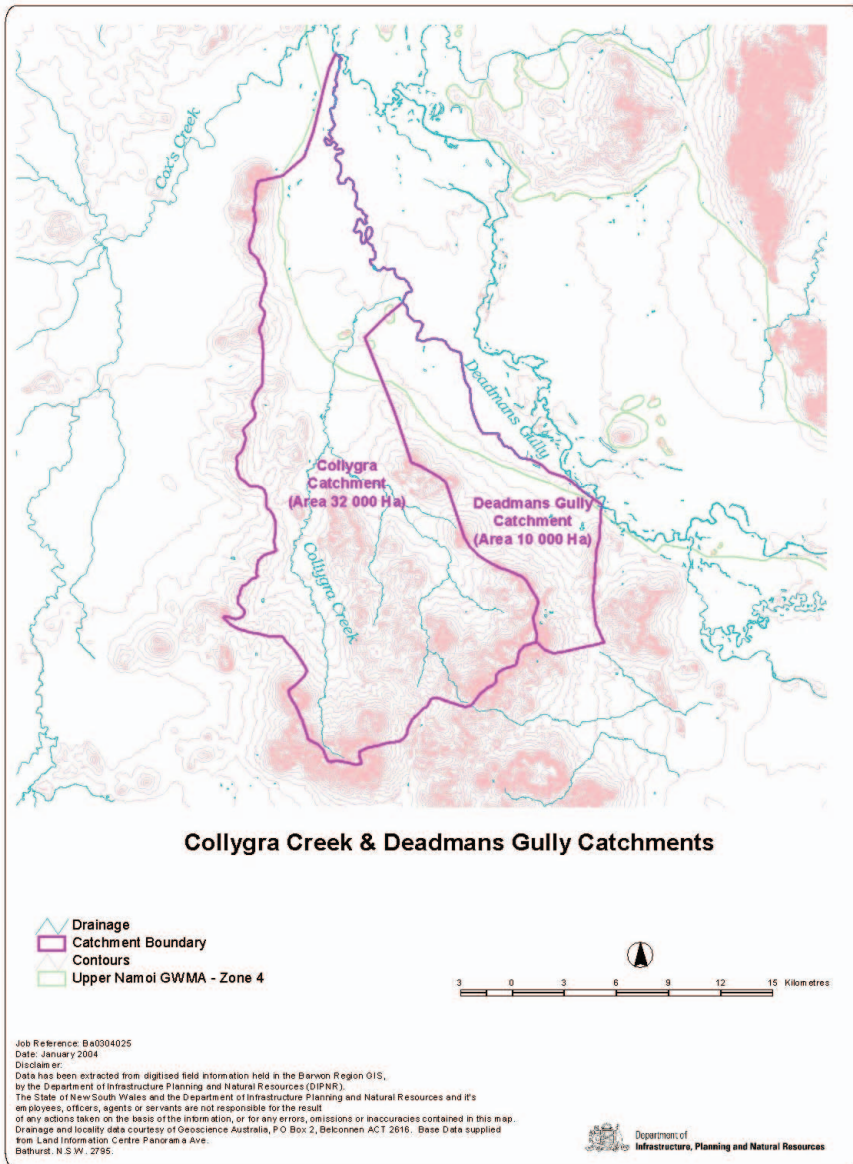 Cox's Creek
Deadmans Gully
Collygra
Catchment
(Area 32 000 Ha)
Deadmans Gully
Catchment
(Area 10 000 Ha)
Collygra Creek
Collygra Creek & Deadmans Gully Catchments
Drainage
Catchment Boundary
Contours
Upper Namoi GWMA - Zone 4
3 0 3 6 9 12 15 Kilometres
Job Reference: Ba0304025
Date: January 2004
Disclaimer:
Data has been extracted from digitised field information held in the Barwon Region GIS,
by the Department of Infrastructure Planning and Natural Resources (DIPNR).
The State of New South Wales and the Department of Infrastructure Planning and Natural Resources and it's
employees, officers, agents or servants are not responsible for the result
of any actions taken on the basis of the information, or for any errors, omissions or inaccuracies contained in this map.
Drainage and locality data courtesy of Geoscience Australia, PO Box 2, Belconnen ACT 2616. Base Data supplied
from Land Information Centre Panorama Ave.
Bathurst. N.S.W. 2795.
Department of
Infrastructure, Planning and Natural Resources